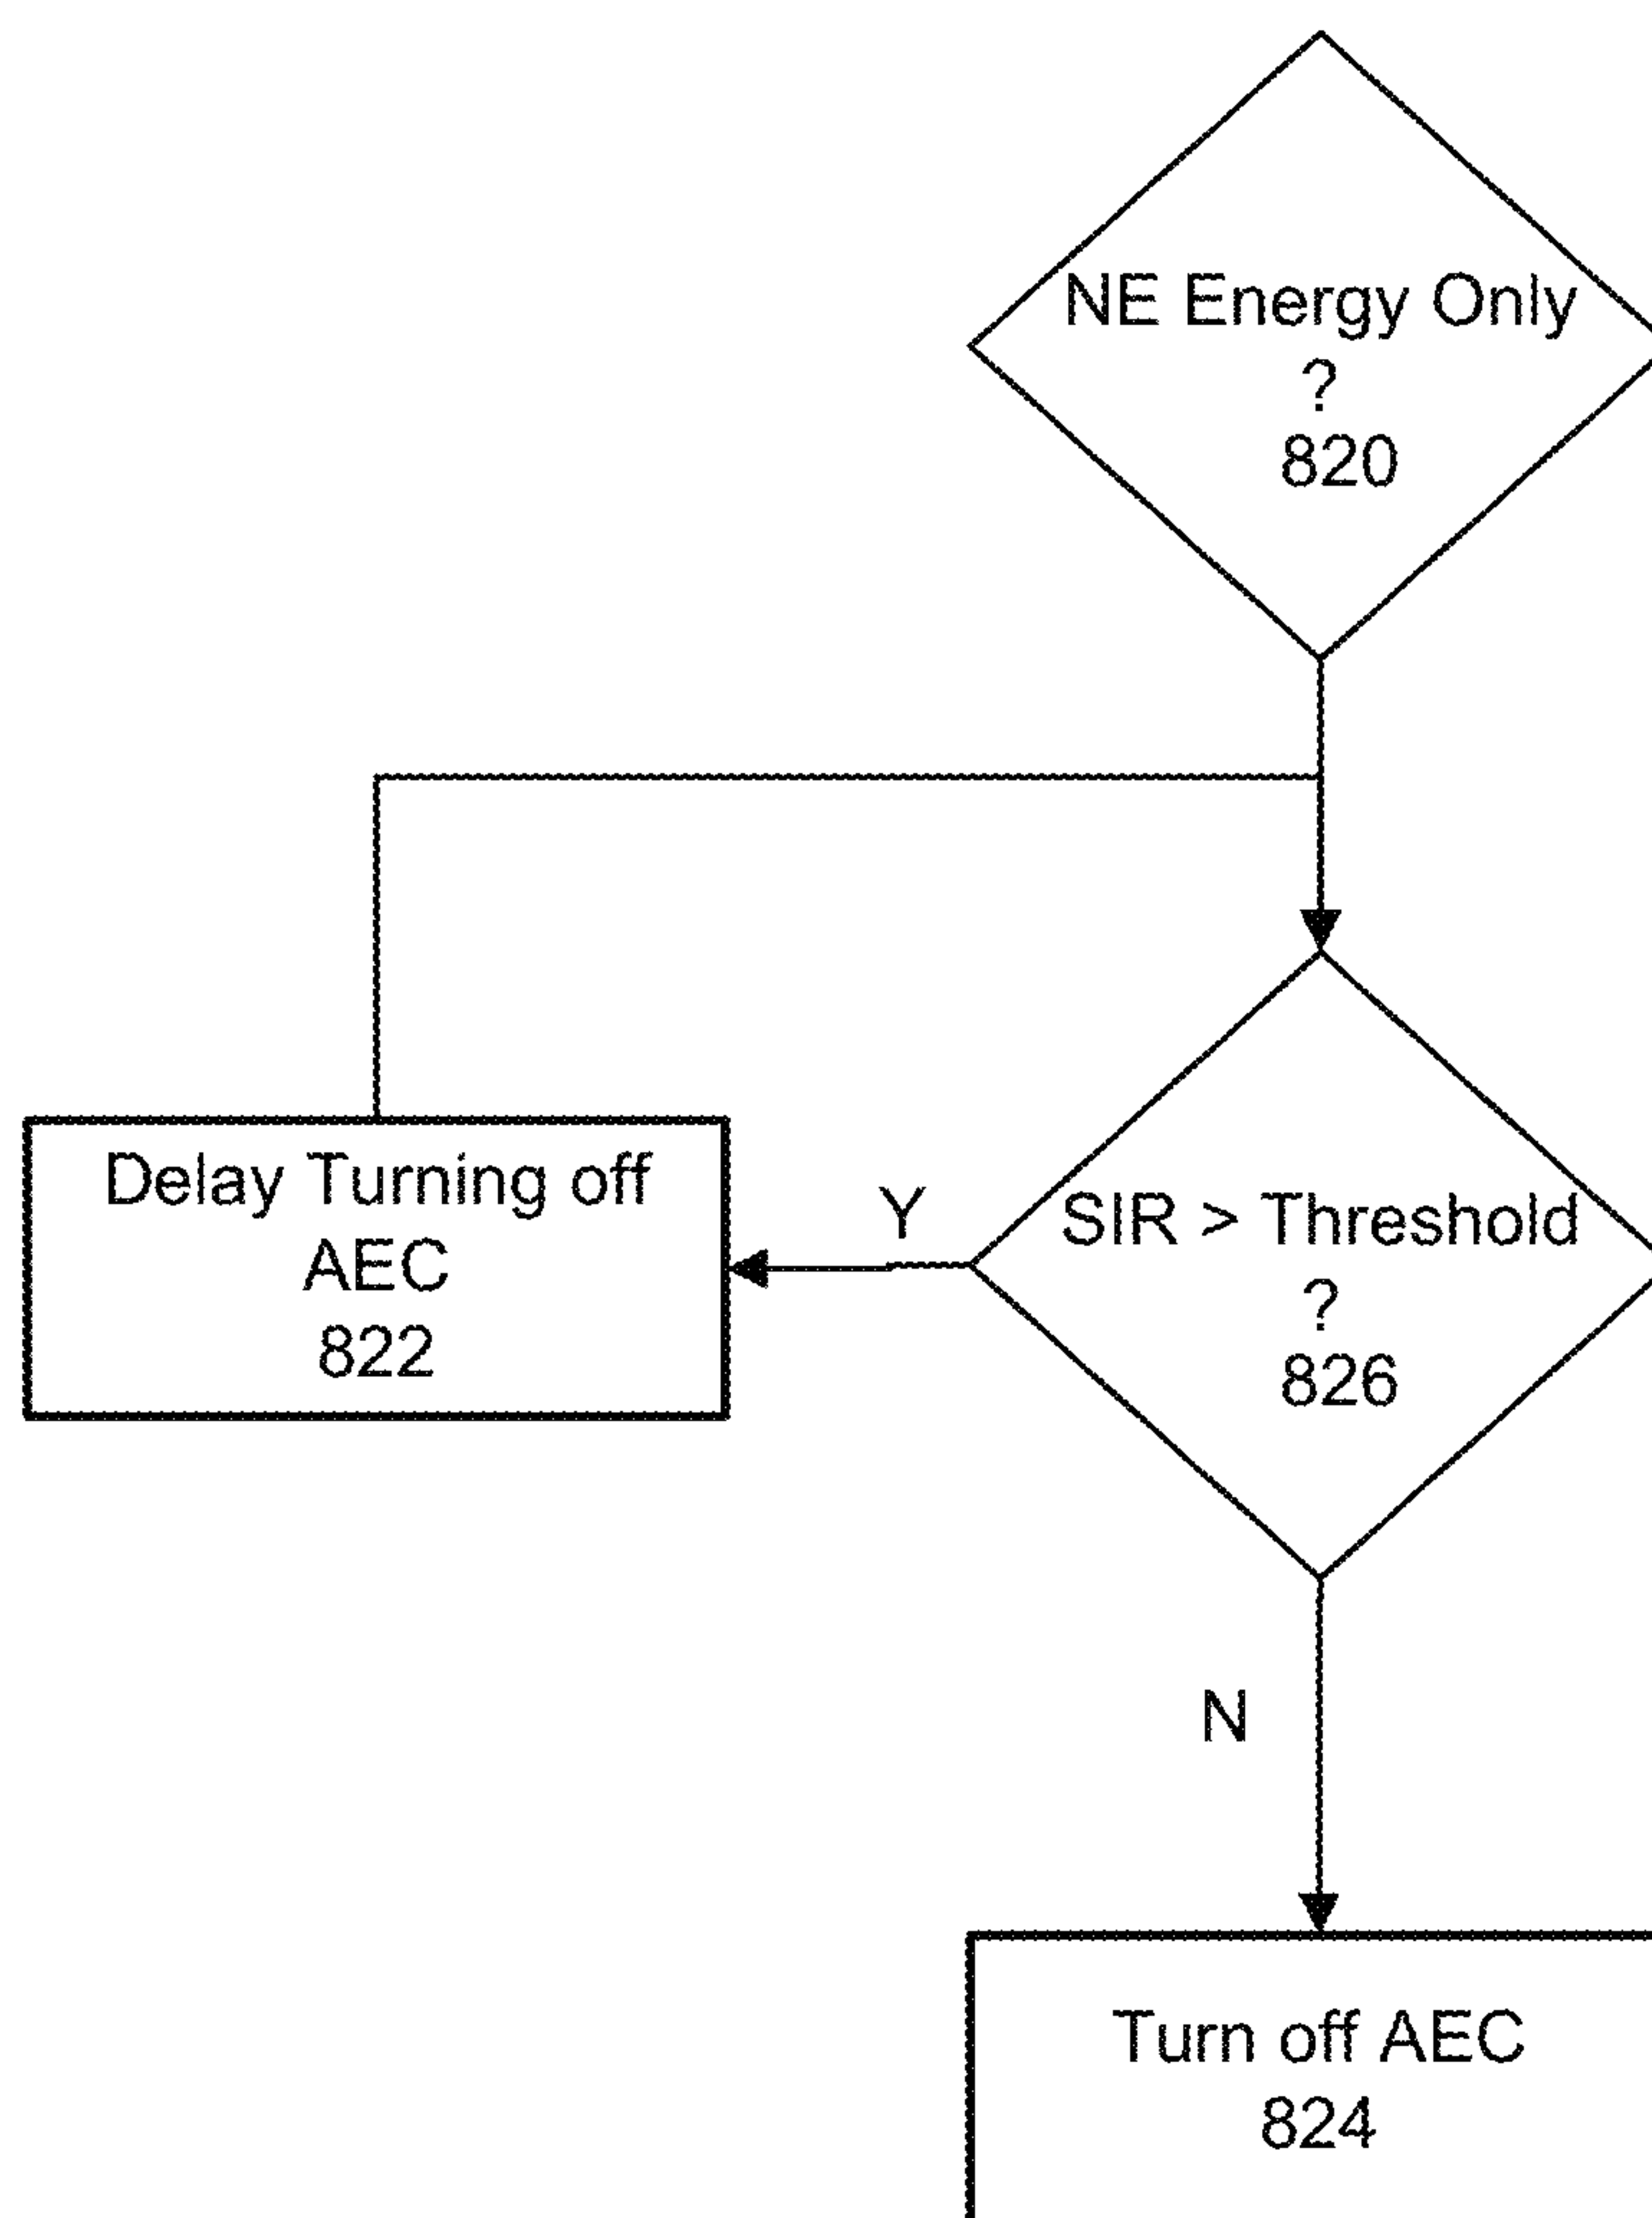 NE Energy Only
?
820
Delay Turning off
AEC
822
Y
SIR > Threshold
?
826
N
Turn off AEC
824